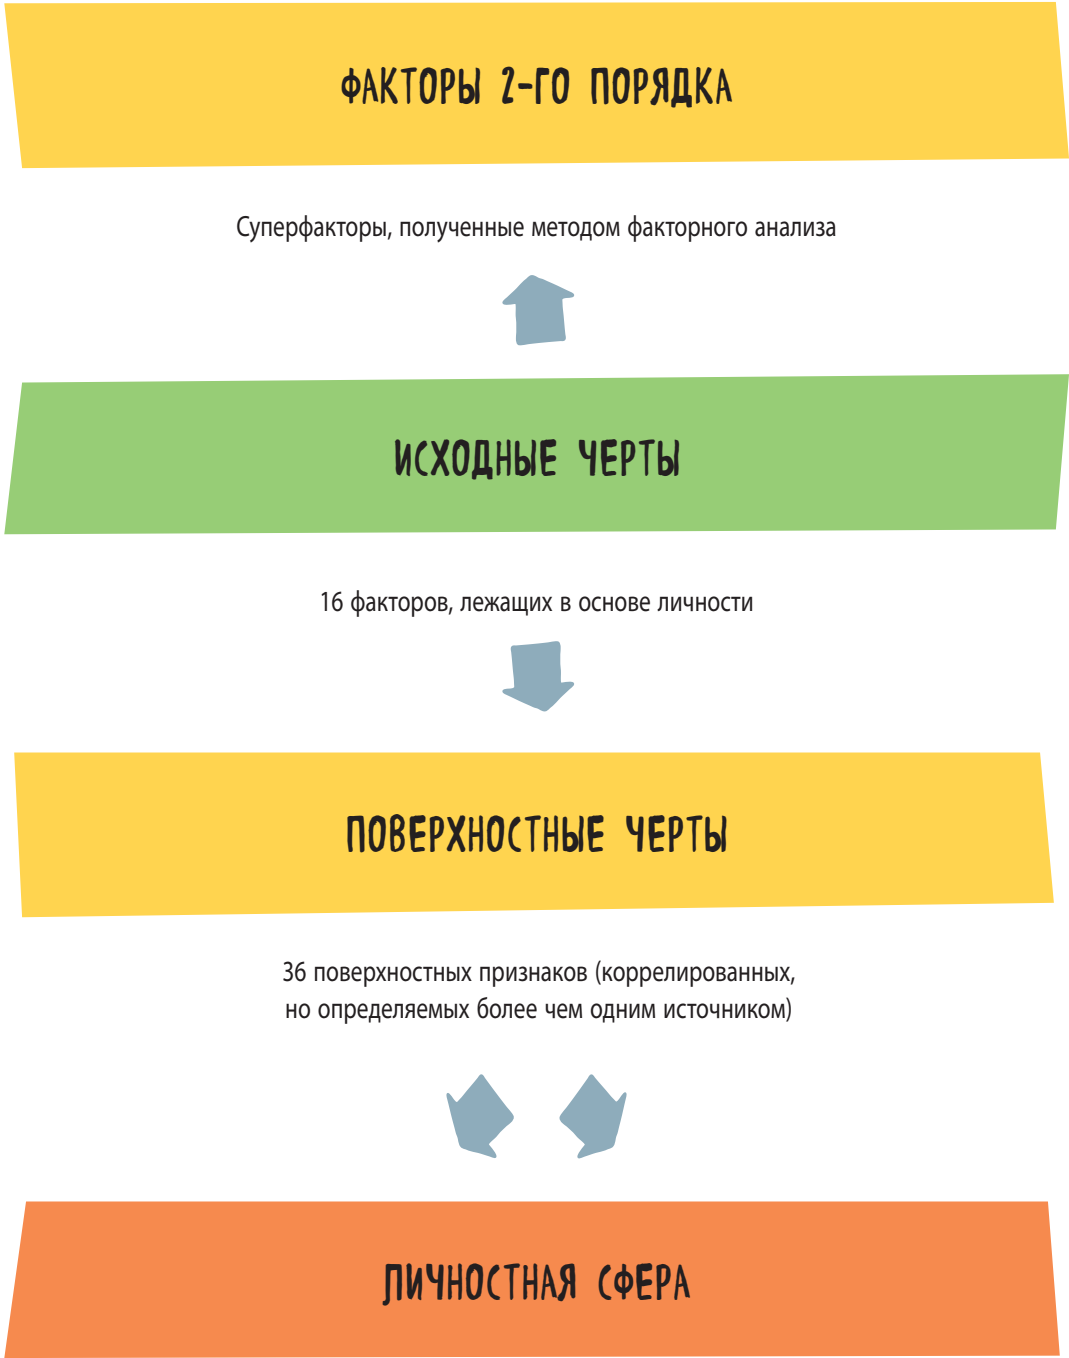 ФАКТОРЫ 2-ГО ПОРЯДКА
Суперфакторы, полученные методом факторного анализа
ИСХОДНЫЕ ЧЕРТЫ
16 факторов, лежащих в основе личности
ПОВЕРХНОСТНЫЕ ЧЕРТЫ
36 поверхностных признаков (коррелированных,
но определяемых более чем одним источником)
ЛИЧНОСТНАЯ СФЕРА